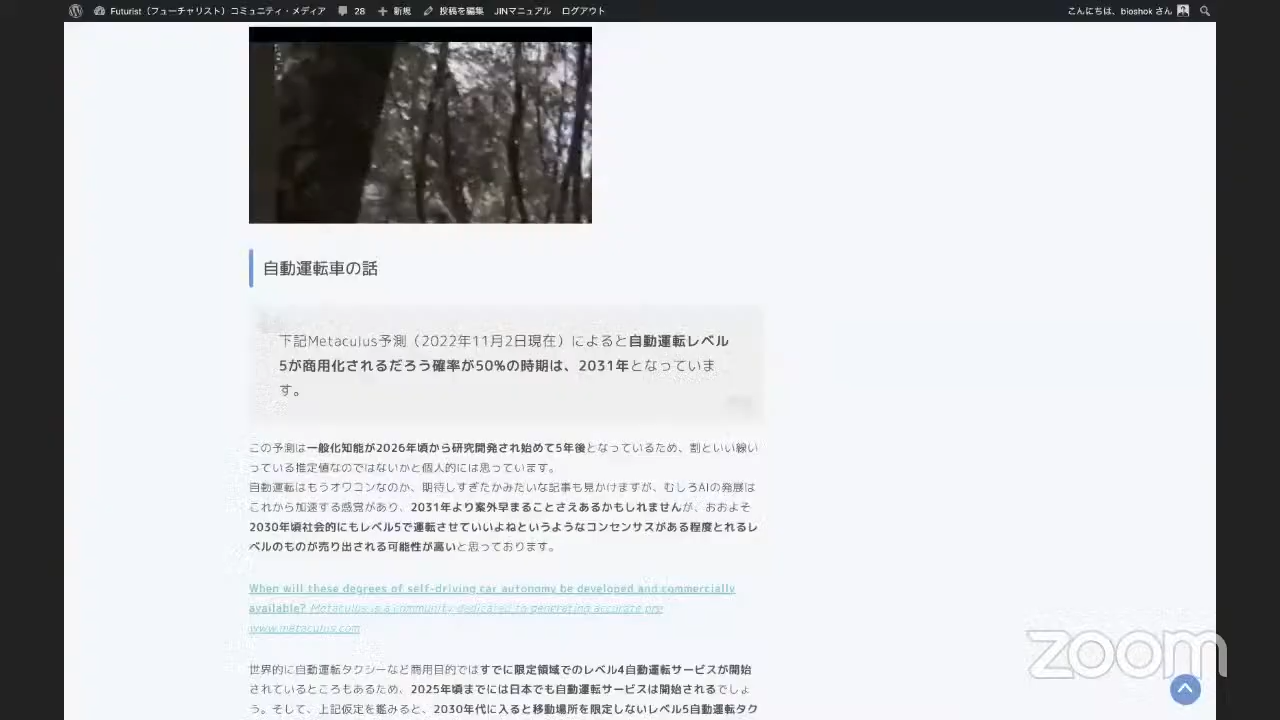 Futurist（フューチャリスト）コミュニティ・メディア 28 新規 投稿を編集 JINマニュアル ログアウト こんにちは、bioshok さん
自動運転車の話
下記Metaculus予測（2022年11月2日現在）によると自動運転レベル
5が商用化されるだろう確率が50%の時期は、2031年となっていま
す。
この予測は一般化知能が2026年頃から研究開発され始めて5年後となっているため、割といい線い
っている推定値なのではないかと個人的には思っています。
自動運転はもうオワコンなのか、期待しすぎたかみたいな記事も見かけますが、むしろAIの発展は
これから加速する感覚があり、2031年より案外早まることさえあるかもしれませんが、おおよそ
2030年頃社会的にもレベル5で運転させていいよねというようなコンセンサスがある程度とれるレ
ベルのものが売り出される可能性が高いと思っております。
When will these degrees of self-driving car autonomy be developed and commercially
available? Metaculus is a community dedicated to generating accurate pre
www.metaculus.com
世界的に自動運転タクシーなど商用目的ではすでに限定領域でのレベル4自動運転サービスが開始
されているところもあるため、2025年頃までには日本でも自動運転サービスは開始されるでしょ
う。そして、上記仮定を鑑みると、2030年代に入ると移動場所を限定しないレベル5自動運転タク
zoom